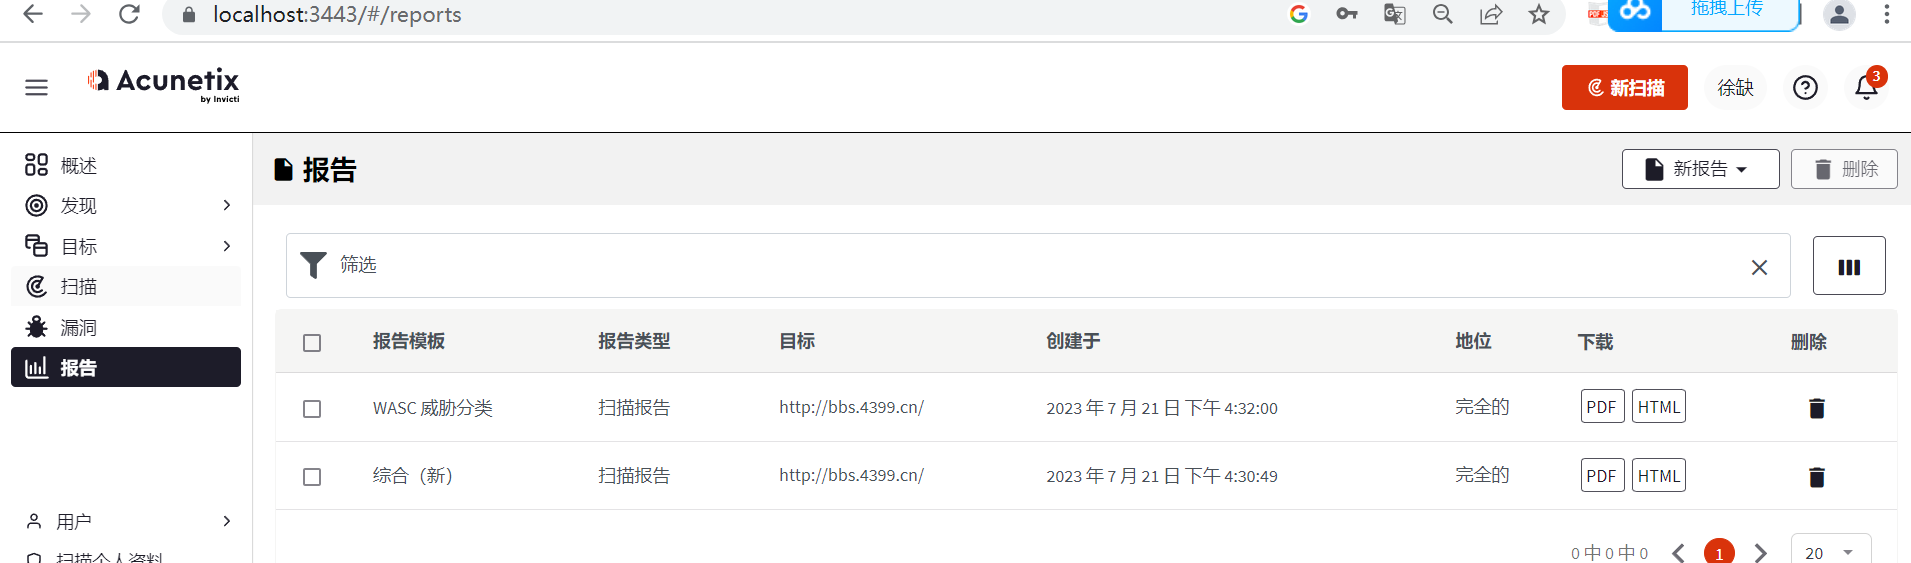 localhost:3443/#/reports
拖拽上传
Acunetix
by Invicti
新扫描
徐缺
3
概述
发现
目标
扫描
漏洞
报告
用户
扫描个人资料
报告
新报告
删除
筛选
报告模板 报告类型 目标 创建于 地位 下载 删除
WASC 威胁分类 扫描报告 http://bbs.4399.cn/ 2023 年 7 月 21 日 下午 4:32:00 完全的 PDF HTML
综合（新） 扫描报告 http://bbs.4399.cn/ 2023 年 7 月 21 日 下午 4:30:49 完全的 PDF HTML
0 中 0 中 0 1 20